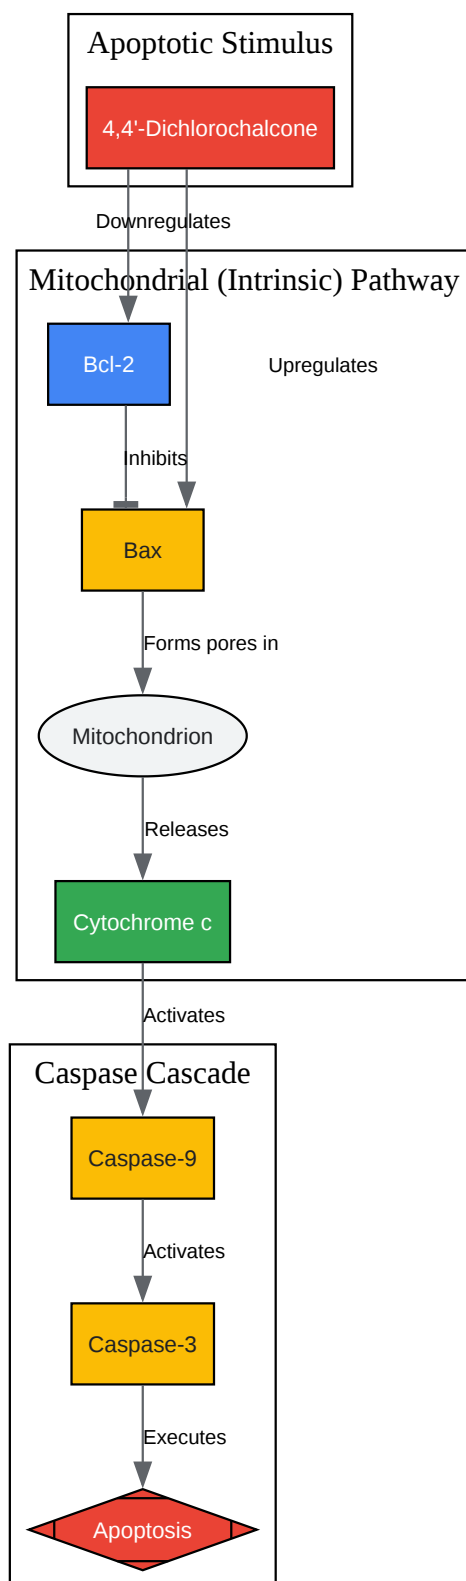 Apoptotic Stimulus
4,4'-Dichlorochalcone
Downregulates
Mitochondrial (Intrinsic) Pathway
Bcl-2
Upregulates
Inhibits
Bax
Forms pores in
Mitochondrion
Releases
Cytochrome c
Activates
Caspase Cascade
Caspase-9
Activates
Caspase-3
Executes
Apoptosis